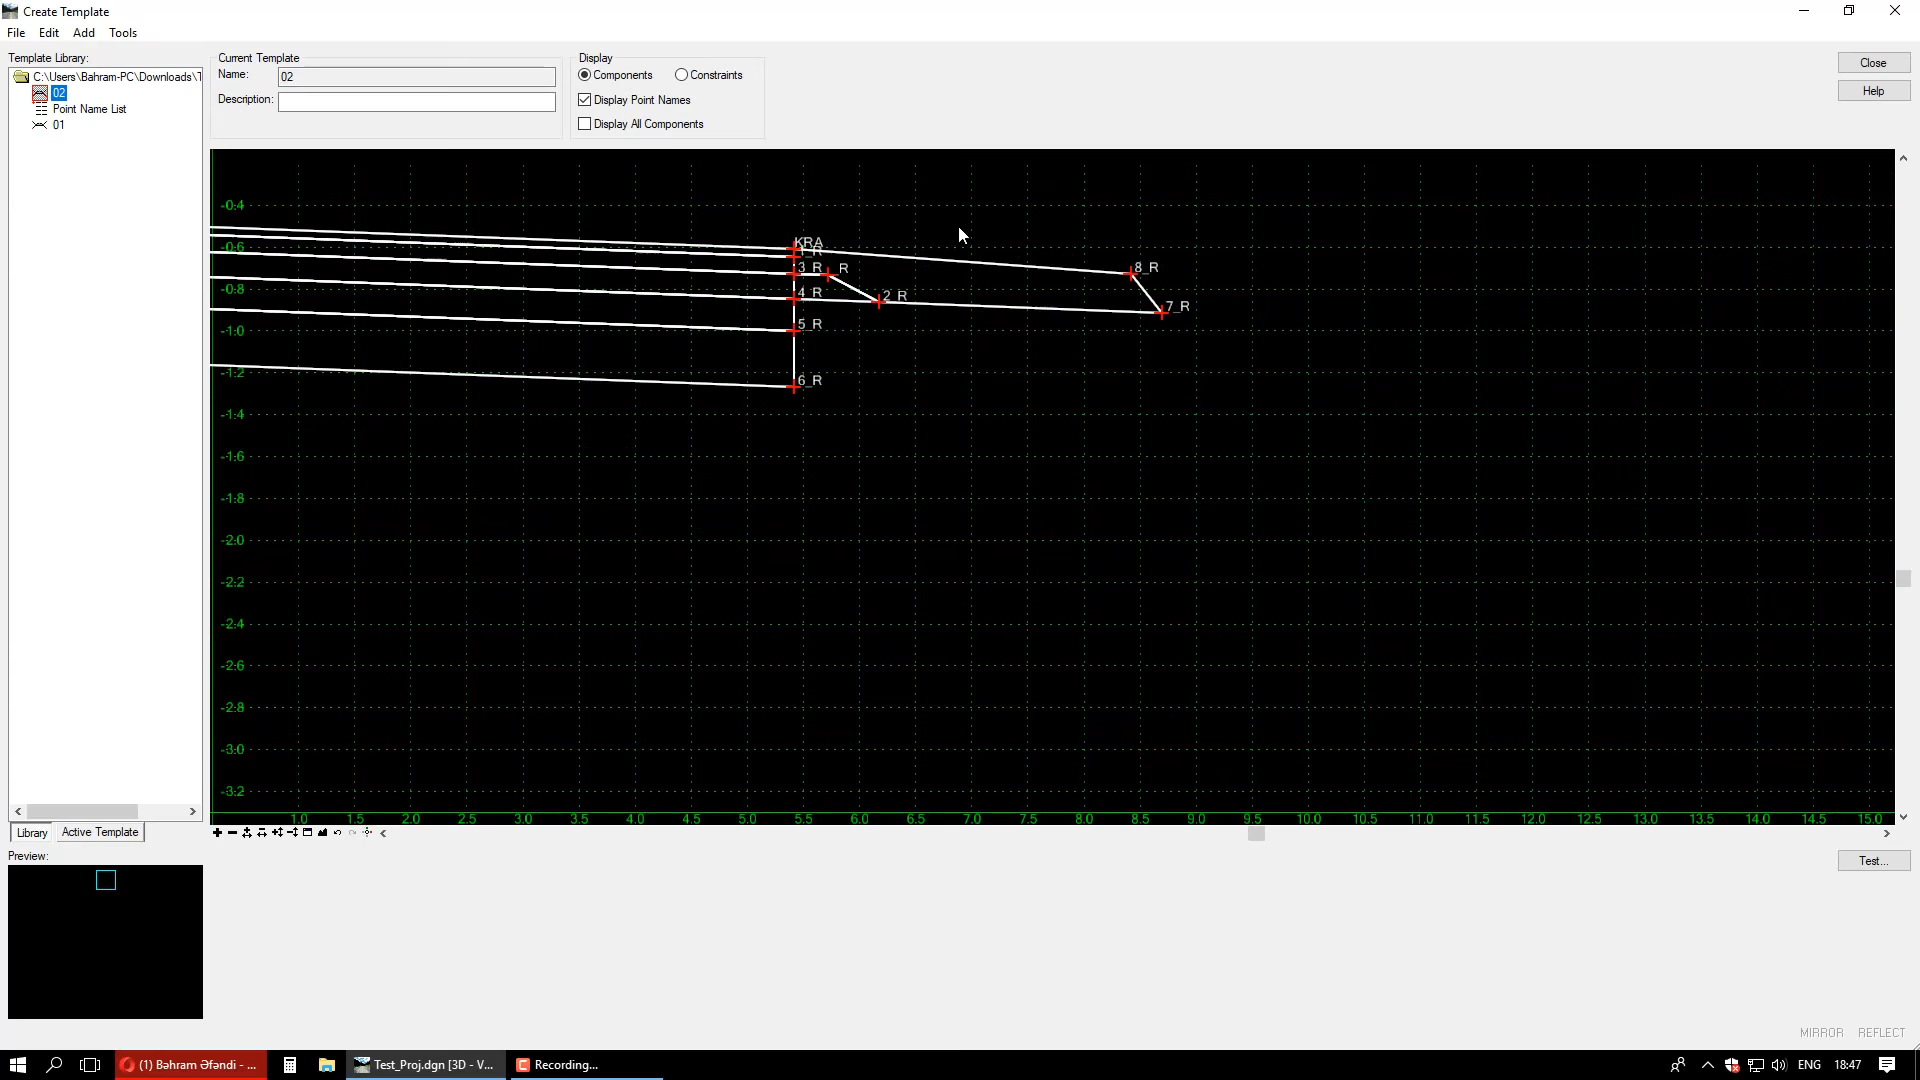 Create Template
File Edit Add Tools
Template Library:
C:\Users\Bahram-PC\Downloads\T
02
Point Name List
01
Current Template
Name: 02
Description:
Display
Components Constraints
Display Point Names
Display All Components
Close
Help
-0.4
-0.6
-0.8
-1.0
-1.2
-1.4
-1.6
-1.8
-2.0
-2.2
-2.4
-2.6
-2.8
-3.0
-3.2
KRA
3_R
4_R
2_R
5_R
6_R
8_R
7_R
1.0 1.5 2.0 2.5 3.0 3.5 4.0 4.5 5.0 5.5 6.0 6.5 7.0 7.5 8.0 8.5 9.0 9.5 10.0 10.5 11.0 11.5 12.0 12.5 13.0 13.5 14.0 14.5 15.0
Library Active Template
Preview:
Test...
MIRROR REFLECT
(1) Bəhram Əfəndi - ...
Test_Proj.dgn [3D - V...
Recording...
ENG 18:47